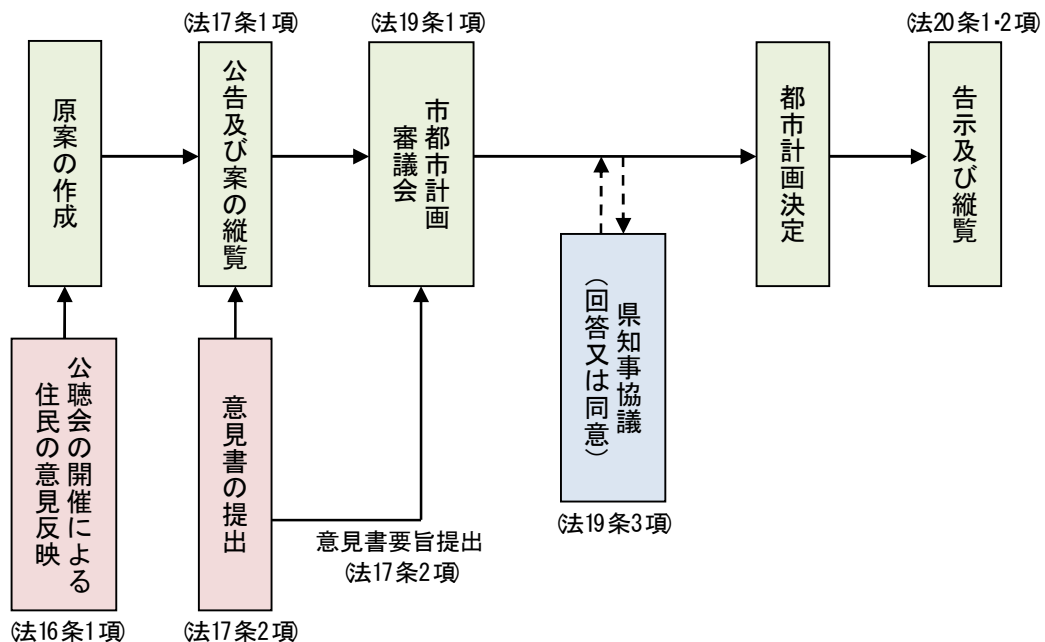 (法17条1項)
(法19条1項)
(法20条1・2項)
原案の作成
公告及び案の縦覧
市都市計画
審議会
都市計画決定
告示及び縦覧
県知事協議
(回答又は同意)
(法19条3項)
公聴会の開催による
住民の意見反映
(法16条1項)
意見書の提出
(法17条2項)
意見書要旨提出
(法17条2項)